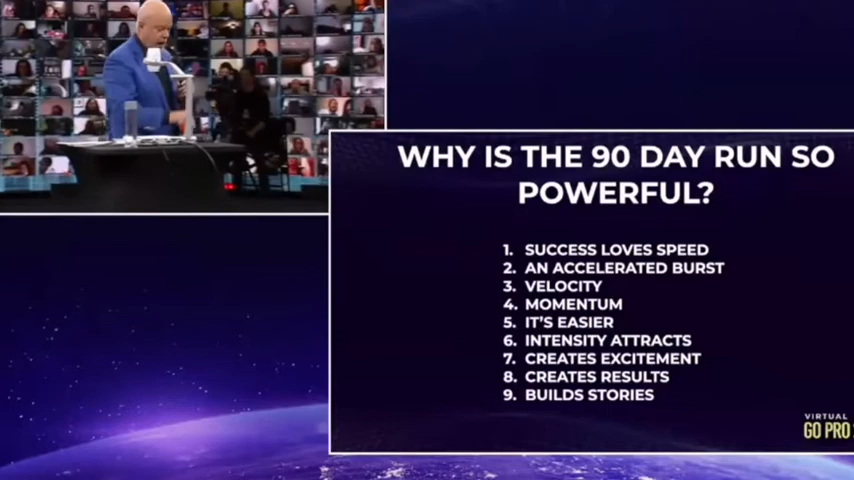 WHY IS THE 90 DAY RUN SO
POWERFUL?
1. SUCCESS LOVES SPEED
2. AN ACCELERATED BURST
3. VELOCITY
4. MOMENTUM
5. IT'S EASIER
6. INTENSITY ATTRACTS
7. CREATES EXCITEMENT
8. CREATES RESULTS
9. BUILDS STORIES
VIRTUAL
GO PRO